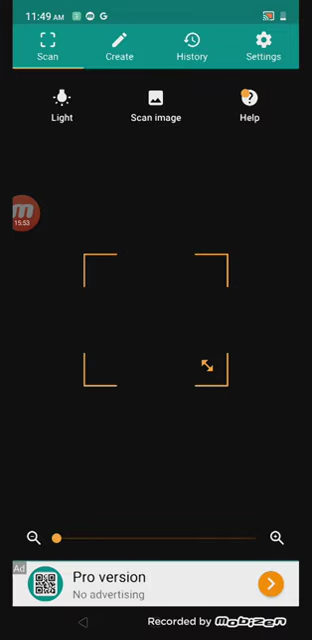 11:49 AM
Scan Create History Settings
Light Scan image Help
15:53
Ad
Pro version
No advertising
Recorded by MOBIZEN